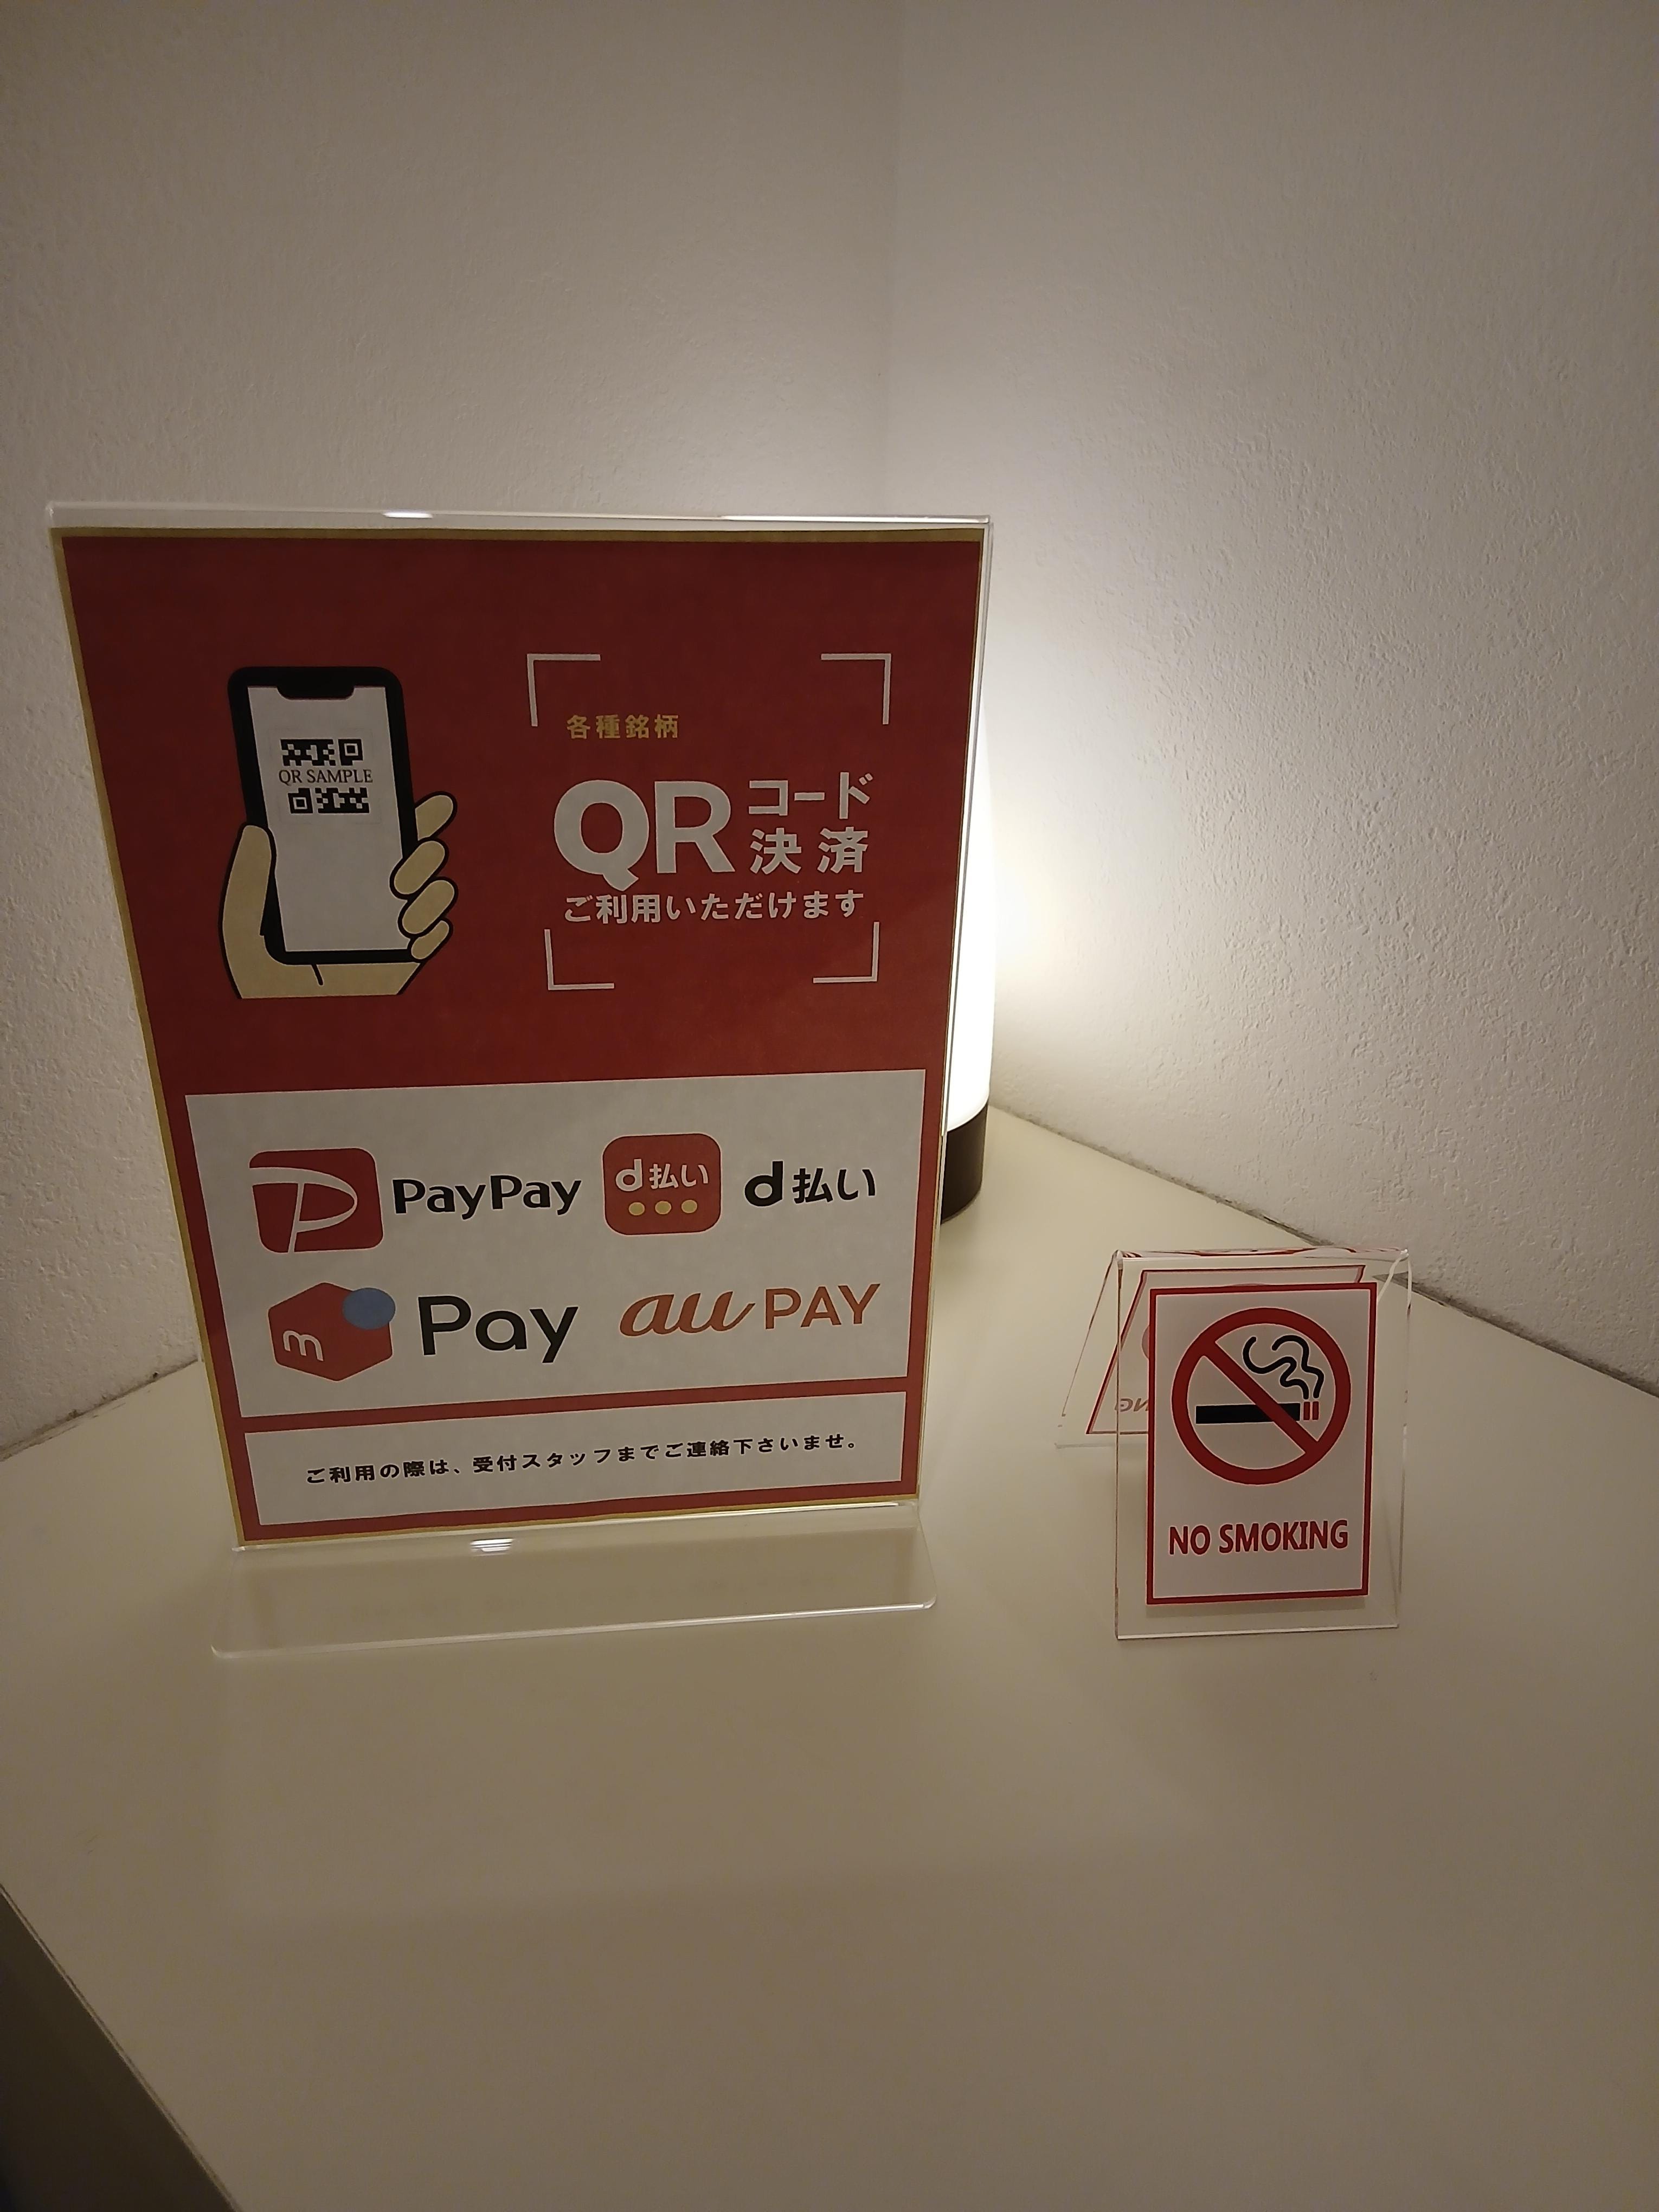 QR SAMPLE
各種銘柄
QRコード
決済
ご利用いただけます
PayPay
d払い
d払い
m Pay
au PAY
ご利用の際は、受付スタッフまでご連絡下さいませ。
NO SMOKING